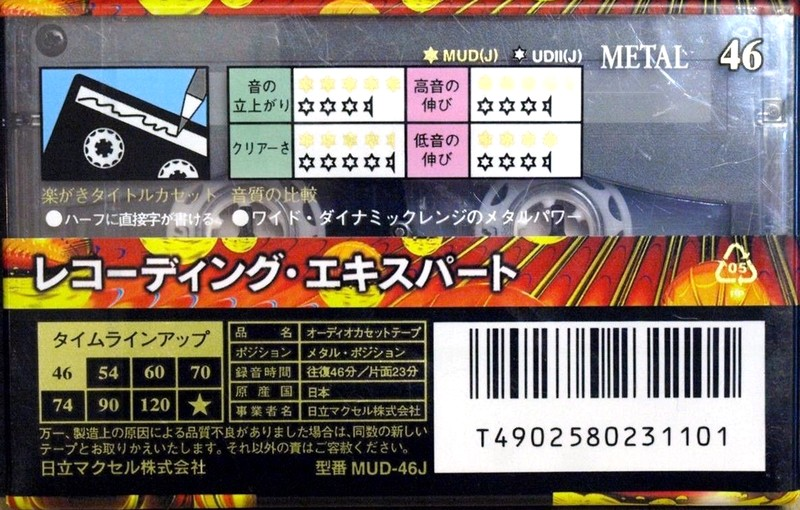 ★MUD(J) ★UDII(J) METAL 46
音の立上がり ★★★★★ ☆☆☆
高音の伸び ★★★★ ☆☆☆
クリアーさ ★★★★ ☆☆☆☆
低音の伸び ★★★★ ☆☆☆
楽がきタイトルカセット 音質の比較
●ハーフに直接字が書ける。 ●ワイド・ダイナミックレンジのメタルパワー
レコーディング・エキスパート
05
タイムラインアップ
46 54 60 70
74 90 120 ★
品名 オーディオカセットテープ
ポジション メタル・ポジション
録音時間 往復46分/片面23分
原産国 日本
事業者名 日立マクセル株式会社
万一、製造上の原因による品質不良がありました場合は、同数の新しい
テープとお取りかえいたします。それ以外の責はご容赦ください。
日立マクセル株式会社 型番 MUD-46J
T4902580231101